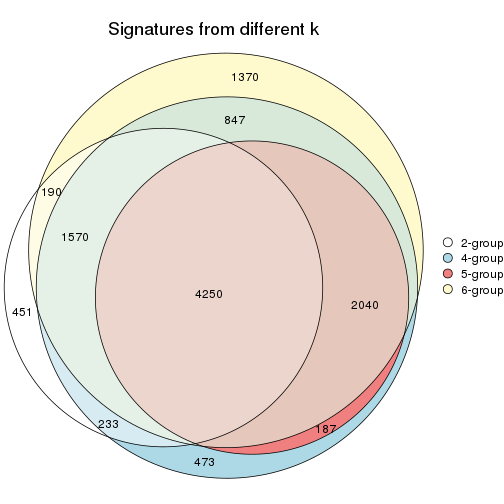 Signatures from different k
1370
847
190
1570
2-group
4-group
5-group
6-group
4250
2040
451
233
187
473